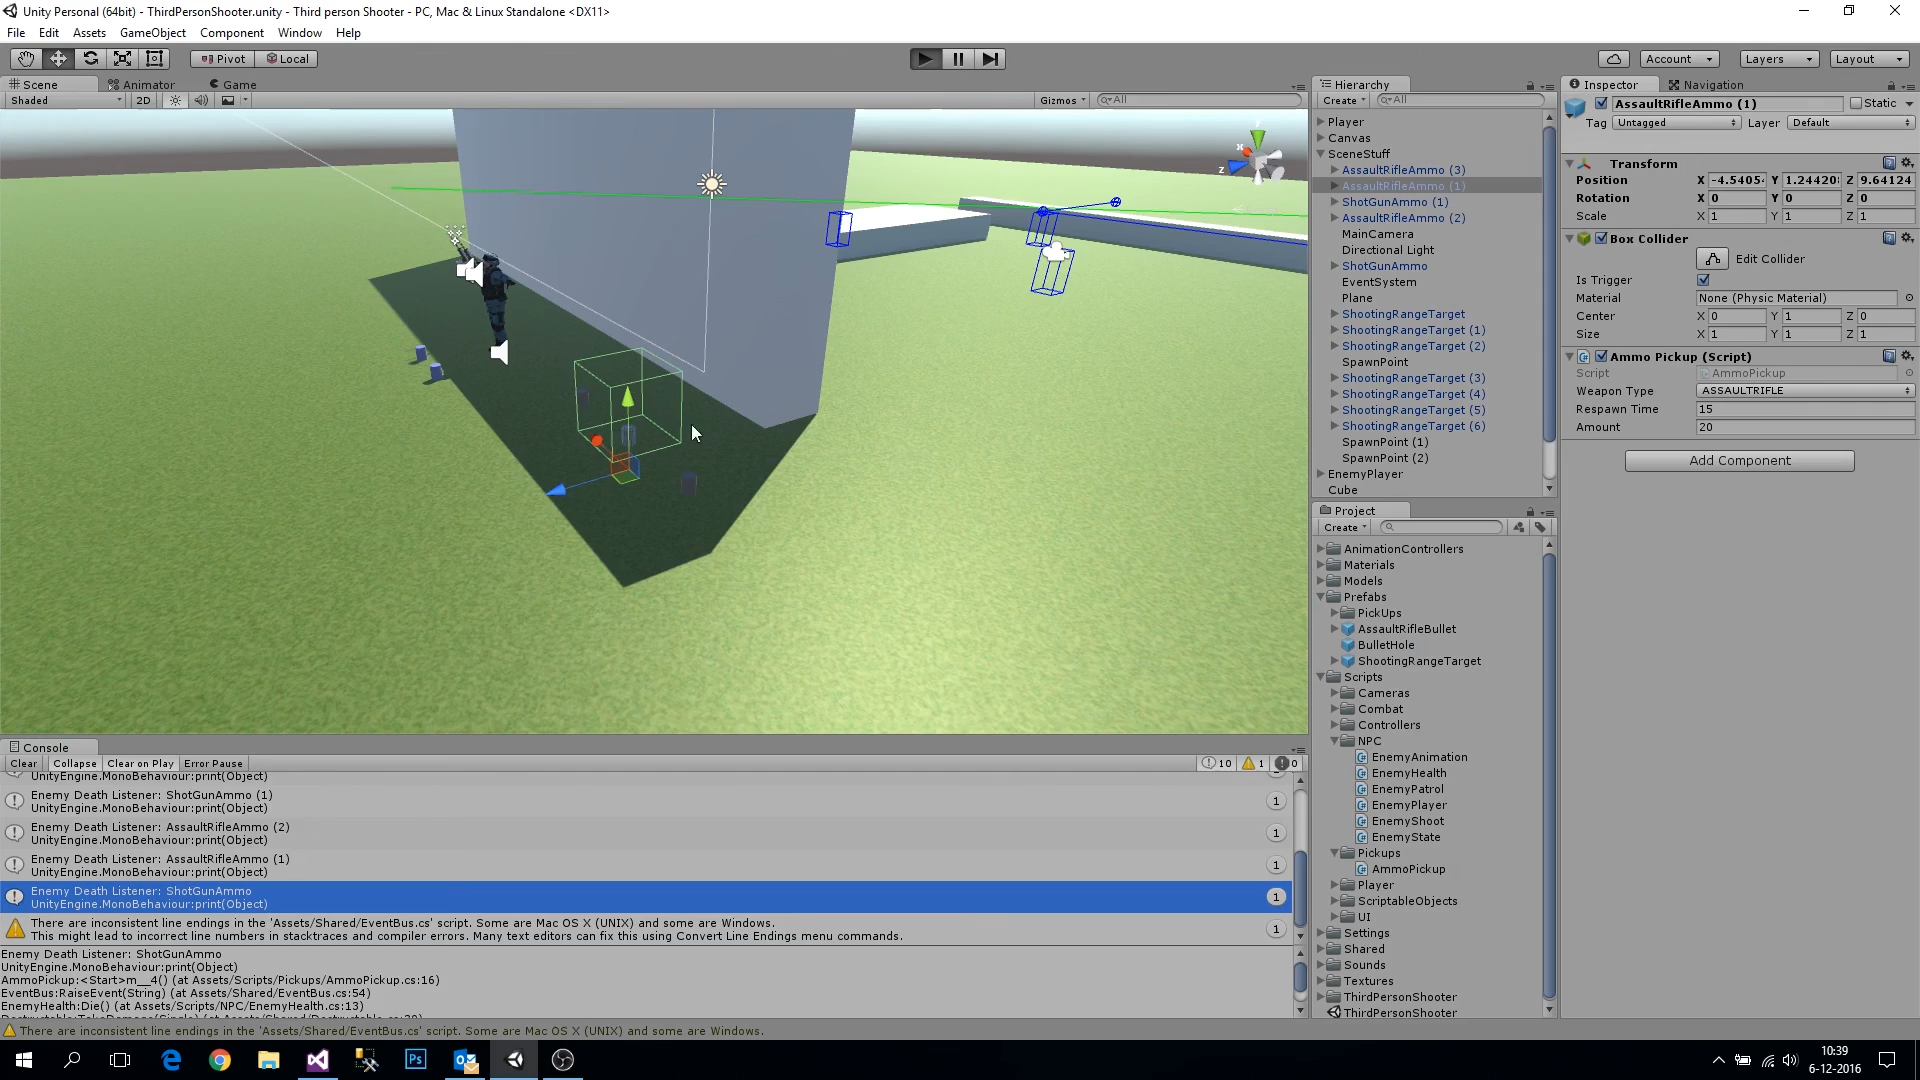 Unity Personal (64bit) - ThirdPersonShooter.unity - Third person Shooter - PC, Mac & Linux Standalone <DX11>
File Edit Assets GameObject Component Window Help
Pivot Local Account Layers Layout
Scene Animator Game
Shaded 2D Gizmos All
Hierarchy
Create All
Player
Canvas
SceneStuff
AssaultRifleAmmo (3)
AssaultRifleAmmo (1)
ShotGunAmmo (1)
AssaultRifleAmmo (2)
MainCamera
Directional Light
ShotGunAmmo
EventSystem
Plane
ShootingRangeTarget
ShootingRangeTarget (1)
ShootingRangeTarget (2)
SpawnPoint
ShootingRangeTarget (3)
ShootingRangeTarget (4)
ShootingRangeTarget (5)
ShootingRangeTarget (6)
SpawnPoint (1)
SpawnPoint (2)
EnemyPlayer
Cube
Project
Create
AnimationControllers
Materials
Models
Prefabs
PickUps
AssaultRifleBullet
BulletHole
ShootingRangeTarget
Scripts
Cameras
Combat
Controllers
NPC
EnemyAnimation
EnemyHealth
EnemyPatrol
EnemyPlayer
EnemyShoot
EnemyState
Pickups
AmmoPickup
Player
ScriptableObjects
UI
Settings
Shared
Sounds
Textures
ThirdPersonShooter
ThirdPersonShooter
Inspector Navigation
AssaultRifleAmmo (1) Static
Tag Untagged Layer Default
Transform
Position X -4.5405 Y 1.2442 Z 9.64124
Rotation X 0 Y 0 Z 0
Scale X 1 Y 1 Z 1
Box Collider
Edit Collider
Is Trigger
Material None (Physic Material)
Center X 0 Y 1 Z 0
Size X 1 Y 1 Z 1
Ammo Pickup (Script)
Script AmmoPickup
Weapon Type ASSAULTRIFLE
Respawn Time 15
Amount 20
Add Component
x z
Console
Clear Collapse Clear on Play Error Pause 10 1 0
UnityEngine.MonoBehaviour:print(Object)
Enemy Death Listener: ShotGunAmmo (1)
UnityEngine.MonoBehaviour:print(Object) 1
Enemy Death Listener: AssaultRifleAmmo (2)
UnityEngine.MonoBehaviour:print(Object) 1
Enemy Death Listener: AssaultRifleAmmo (1)
UnityEngine.MonoBehaviour:print(Object) 1
Enemy Death Listener: ShotGunAmmo
UnityEngine.MonoBehaviour:print(Object) 1
There are inconsistent line endings in the 'Assets/Shared/EventBus.cs' script. Some are Mac OS X (UNIX) and some are Windows.
This might lead to incorrect line numbers in stacktraces and compiler errors. Many text editors can fix this using Convert Line Endings menu commands. 1
Enemy Death Listener: ShotGunAmmo
UnityEngine.MonoBehaviour:print(Object)
AmmoPickup:<Start>m__4() (at Assets/Scripts/Pickups/AmmoPickup.cs:16)
EventBus:RaiseEvent(String) (at Assets/Shared/EventBus.cs:54)
EnemyHealth:Die() (at Assets/Scripts/NPC/EnemyHealth.cs:13)
There are inconsistent line endings in the 'Assets/Shared/EventBus.cs' script. Some are Mac OS X (UNIX) and some are Windows.
Ps
10:39
6-12-2016